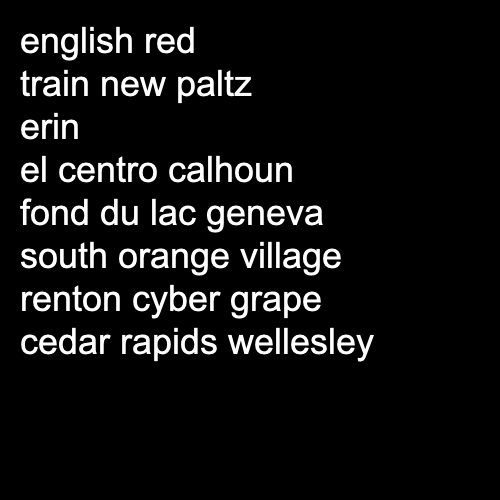 english red
train new paltz
erin
el centro calhoun
fond du lac geneva
south orange village
renton cyber grape
cedar rapids wellesley